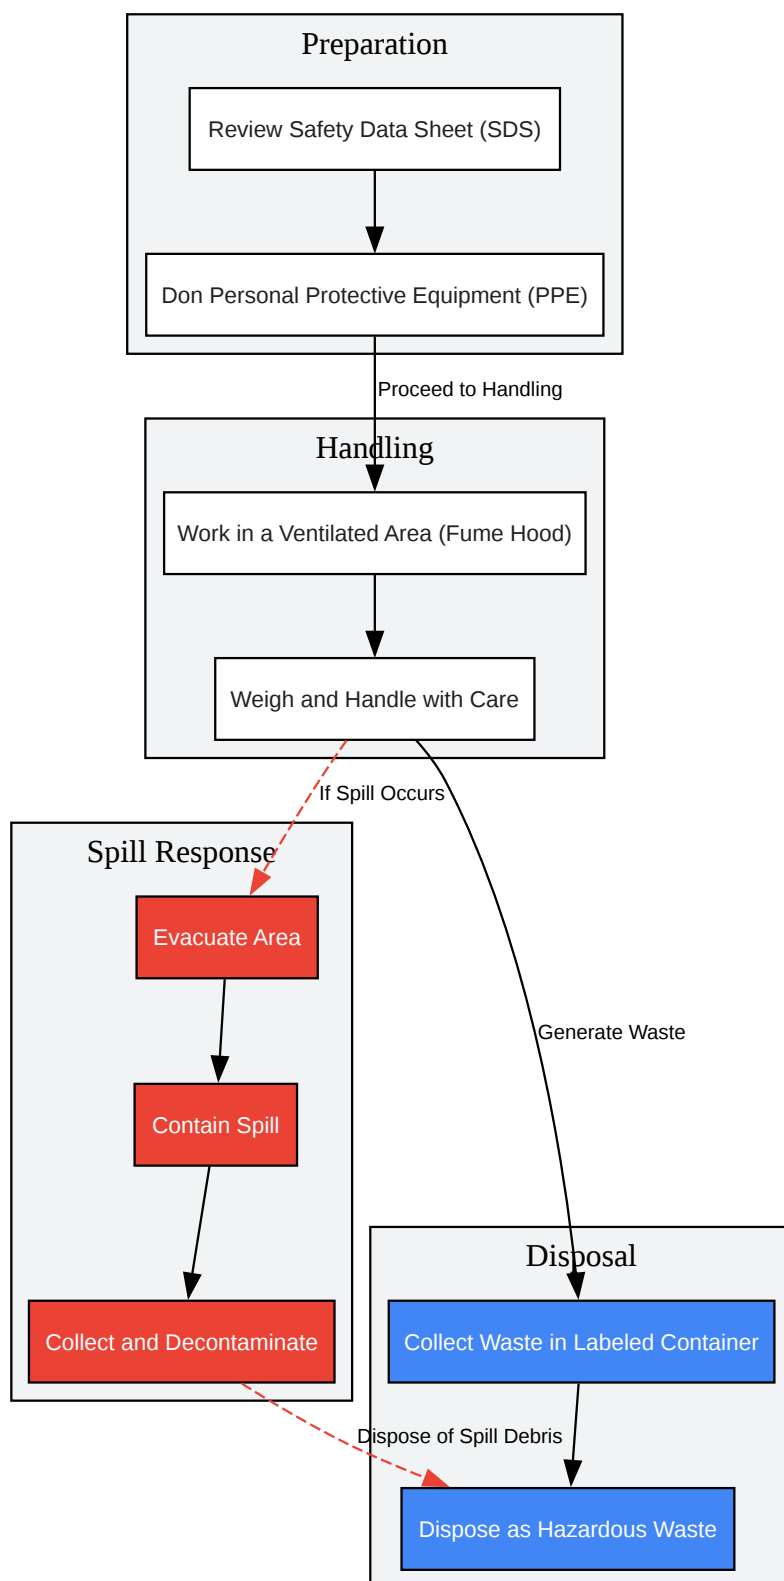 Preparation
Review Safety Data Sheet (SDS)
Don Personal Protective Equipment (PPE)
Proceed to Handling
Handling
Work in a Ventilated Area (Fume Hood)
Weigh and Handle with Care
If Spill Occurs
Spill Response
Evacuate Area
Generate Waste
Contain Spill
Disposal
Collect and Decontaminate
Collect Waste in Labeled Container
Dispose of Spill Debris
Dispose as Hazardous Waste